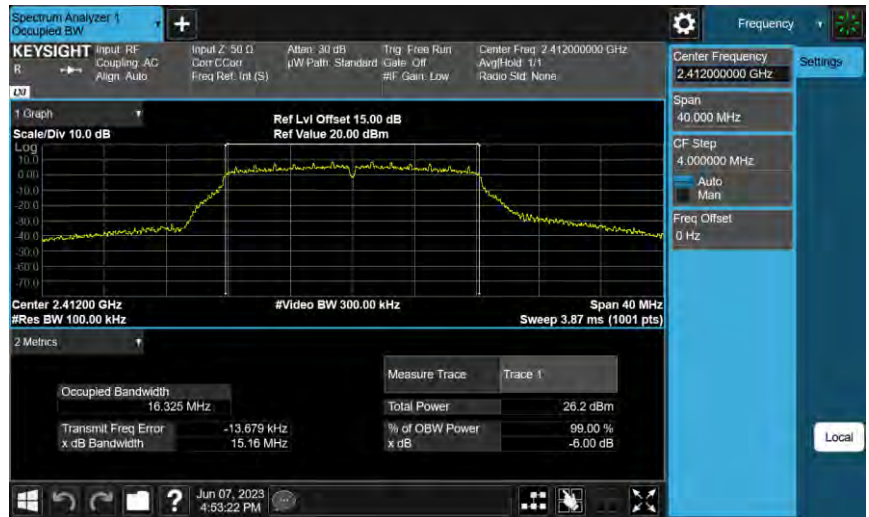 Spectrum Analyzer 1
Occupied BW
+
Frequency
KEYSIGHT
R
LXI
Input: RF
Coupling: AC
Align: Auto
Input Z: 50 Ω
Corr CCorr
Freq Ref: Int (S)
Atten: 30 dB
µW Path: Standard
Trig: Free Run
Gate: Off
#IF Gain: Low
Center Freq: 2.412000000 GHz
Avg|Hold: 1/1
Radio Std: None
Center Frequency
2.412000000 GHz
Settings
Span
40.000 MHz
CF Step
4.000000 MHz
Auto
Man
Freq Offset
0 Hz
1 Graph
Scale/Div 10.0 dB
Ref Lvl Offset 15.00 dB
Ref Value 20.00 dBm
Log
10.0
0.00
-10.0
-20.0
-30.0
-40.0
-50.0
-60.0
-70.0
Center 2.41200 GHz
#Video BW 300.00 kHz
Span 40 MHz
#Res BW 100.00 kHz
Sweep 3.87 ms (1001 pts)
2 Metrics
Measure Trace
Trace 1
Occupied Bandwidth
16.325 MHz
Total Power
26.2 dBm
Transmit Freq Error
-13.679 kHz
% of OBW Power
99.00 %
x dB Bandwidth
15.16 MHz
x dB
-6.00 dB
Local
?
Jun 07, 2023
4:53:22 PM